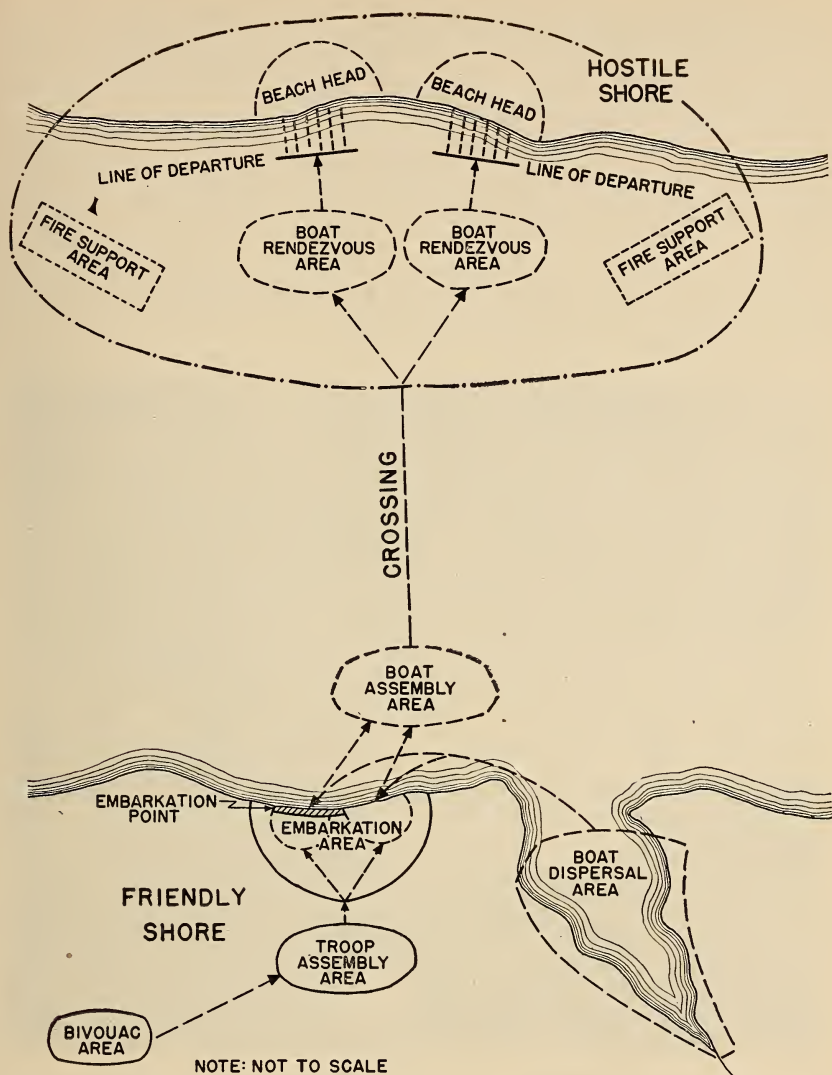 HOSTILE
SHORE
BEACH HEAD
BEACH HEAD
LINE OF DEPARTURE
LINE OF DEPARTURE
FIRE SUPPORT
AREA
BOAT
RENDEZVOUS
AREA
BOAT
RENDEZVOUS
AREA
FIRE SUPPORT
AREA
CROSSING
BOAT
ASSEMBLY
AREA
EMBARKATION
POINT
EMBARKATION
AREA
BOAT
DISPERSAL
AREA
FRIENDLY
SHORE
TROOP
ASSEMBLY
AREA
BIVOUAC
AREA
NOTE: NOT TO SCALE